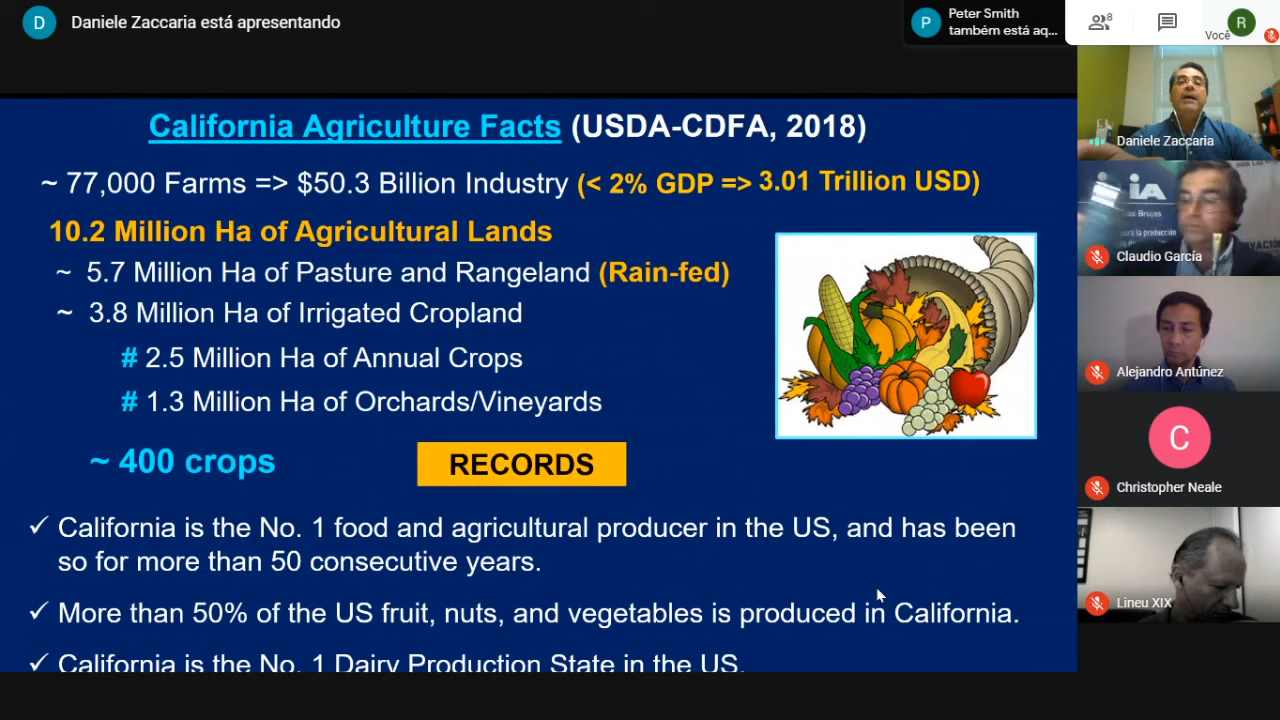 D Daniele Zaccaria está apresentando
P Peter Smith
também está aq...
8
Você
R
California Agriculture Facts (USDA-CDFA, 2018)
~ 77,000 Farms => $50.3 Billion Industry (< 2% GDP => 3.01 Trillion USD)
10.2 Million Ha of Agricultural Lands
~ 5.7 Million Ha of Pasture and Rangeland (Rain-fed)
~ 3.8 Million Ha of Irrigated Cropland
# 2.5 Million Ha of Annual Crops
# 1.3 Million Ha of Orchards/Vineyards
~ 400 crops
RECORDS
✓ California is the No. 1 food and agricultural producer in the US, and has been
so for more than 50 consecutive years.
✓ More than 50% of the US fruit, nuts, and vegetables is produced in California.
✓ California is the No. 1 Dairy Production State in the US.
Daniele Zaccaria
Brujas
para la producción
Claudio García
Alejandro Antúnez
C
Christopher Neale
Lineu XIX